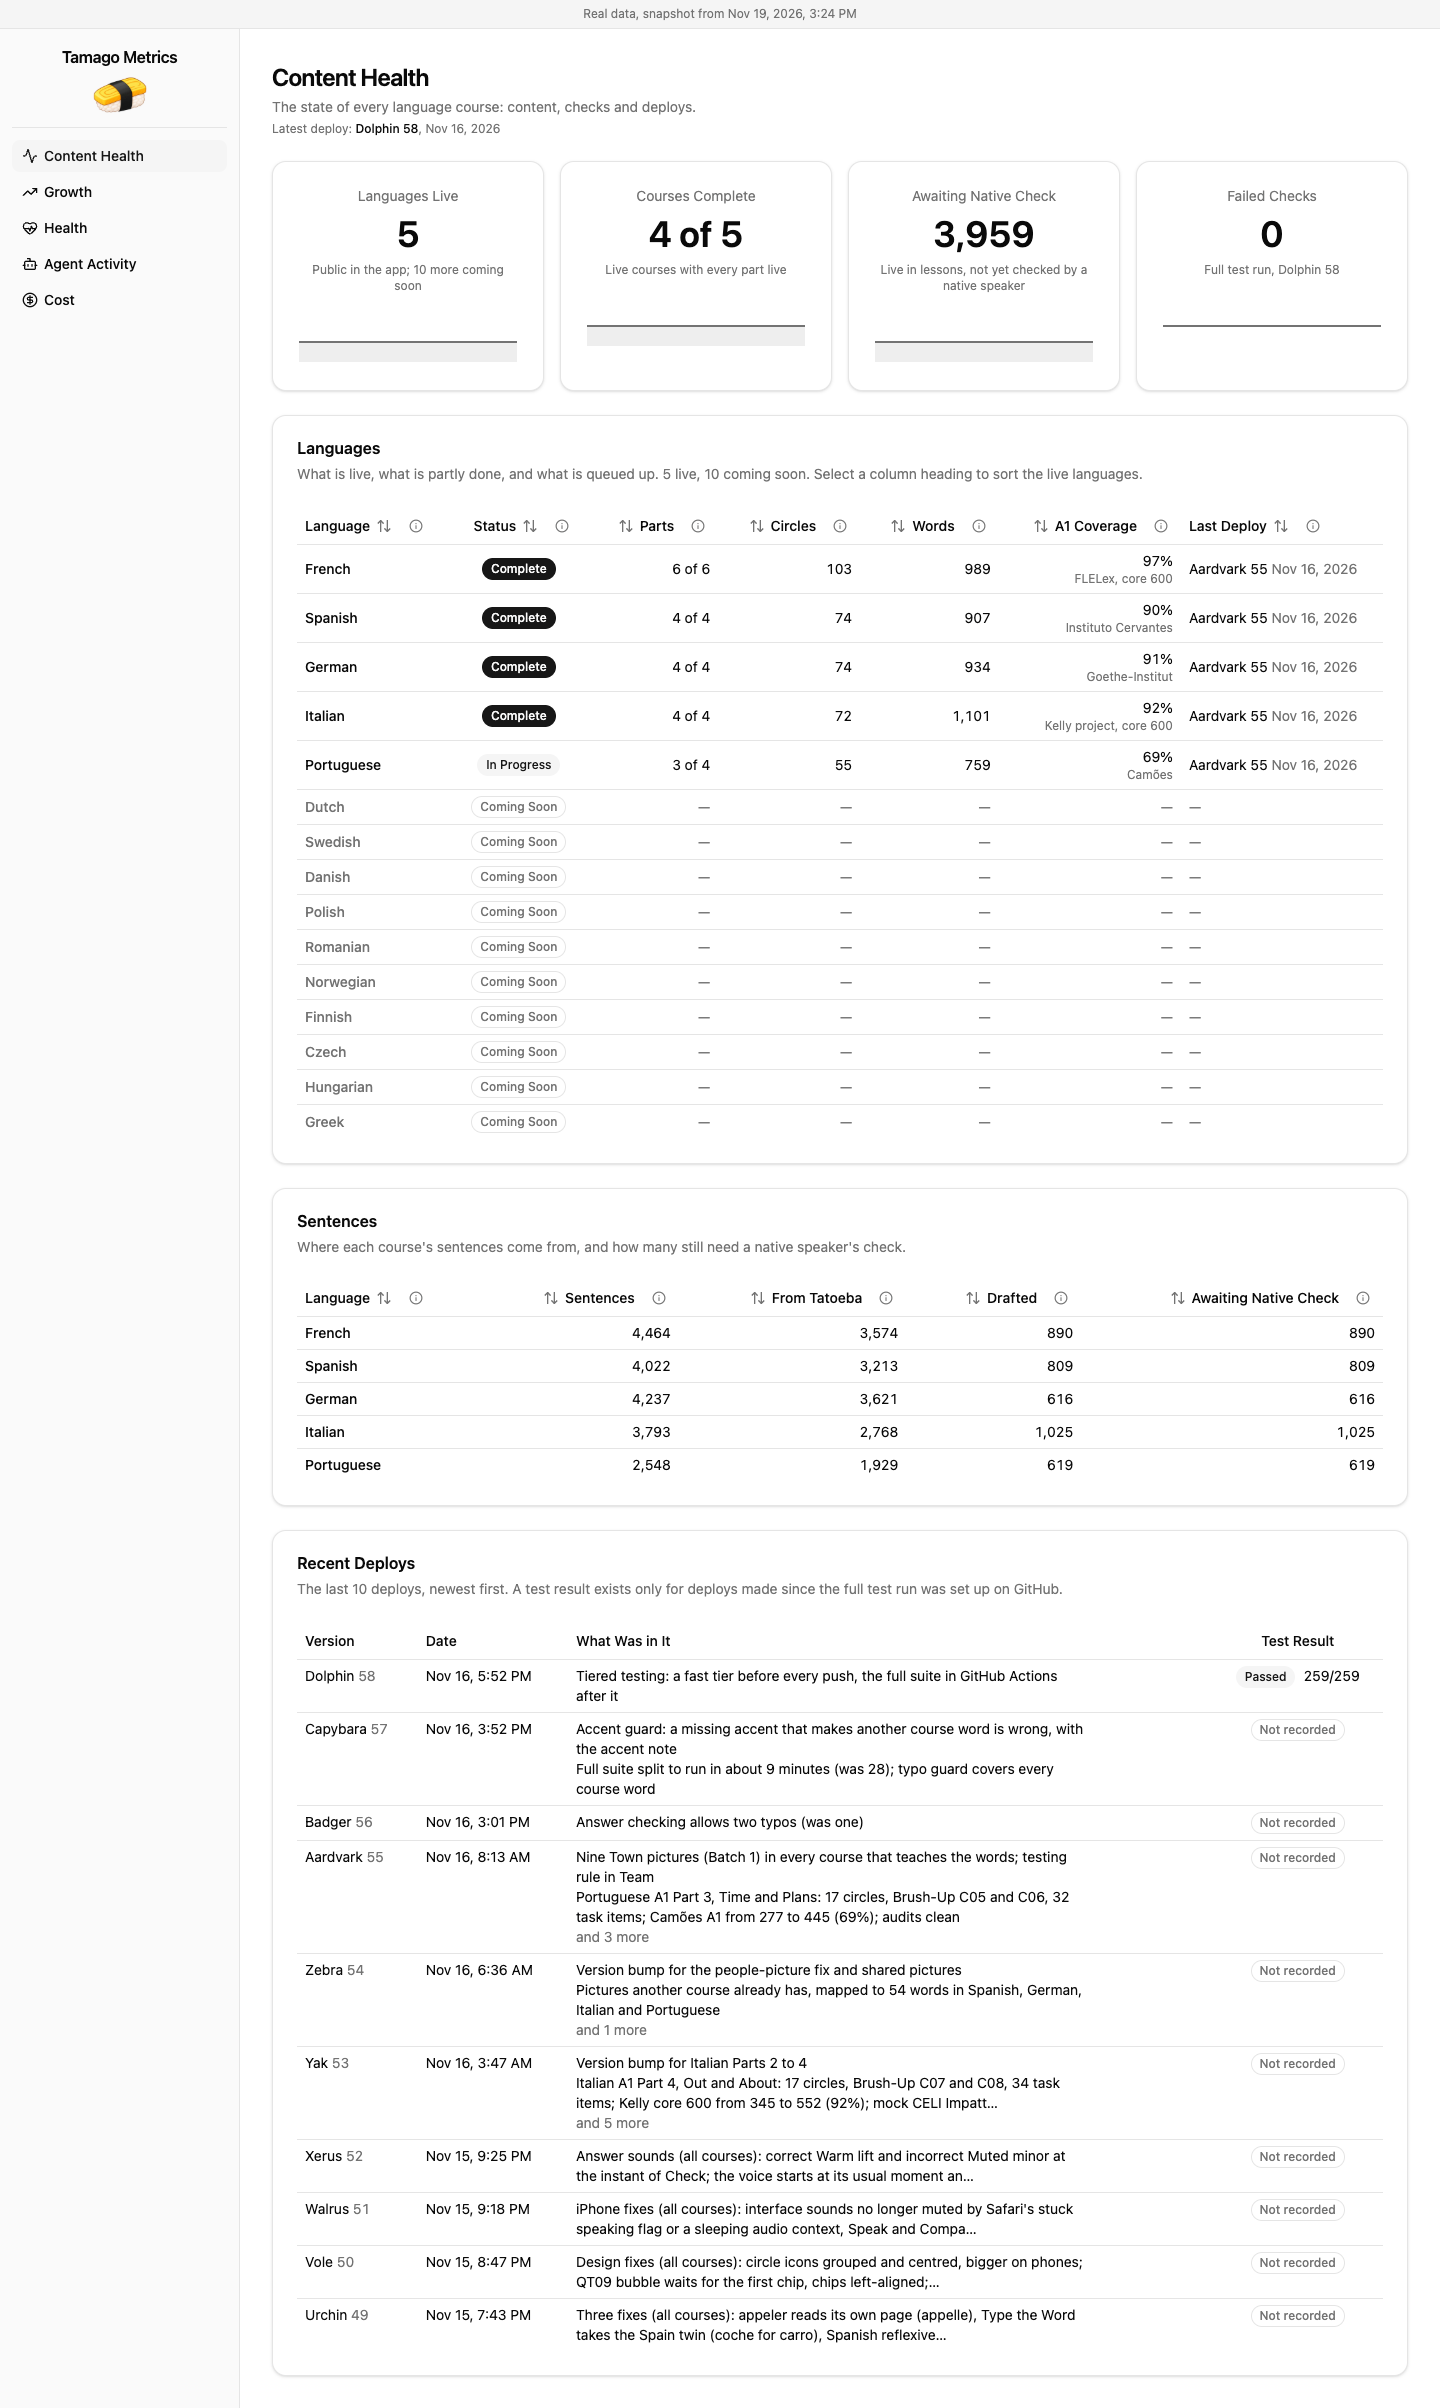 Real data, snapshot from Nov 19, 2026, 3:24 PM
Tamago Metrics
Content Health
Growth
Health
Agent Activity
Cost
Content Health
The state of every language course: content, checks and deploys.
Latest deploy: Dolphin 58, Nov 16, 2026
Languages Live
5
Public in the app; 10 more coming
soon
Courses Complete
4 of 5
Live courses with every part live
Awaiting Native Check
3,959
Live in lessons, not yet checked by a
native speaker
Failed Checks
0
Full test run, Dolphin 58
Languages
What is live, what is partly done, and what is queued up. 5 live, 10 coming soon. Select a column heading to sort the live languages.
Language Status Parts Circles Words A1 Coverage Last Deploy
French Complete 6 of 6 103 989 97% FLELex, core 600 Aardvark 55 Nov 16, 2026
Spanish Complete 4 of 4 74 907 90% Instituto Cervantes Aardvark 55 Nov 16, 2026
German Complete 4 of 4 74 934 91% Goethe-Institut Aardvark 55 Nov 16, 2026
Italian Complete 4 of 4 72 1,101 92% Kelly project, core 600 Aardvark 55 Nov 16, 2026
Portuguese In Progress 3 of 4 55 759 69% Camões Aardvark 55 Nov 16, 2026
Dutch Coming Soon — — — — —
Swedish Coming Soon — — — — —
Danish Coming Soon — — — — —
Polish Coming Soon — — — — —
Romanian Coming Soon — — — — —
Norwegian Coming Soon — — — — —
Finnish Coming Soon — — — — —
Czech Coming Soon — — — — —
Hungarian Coming Soon — — — — —
Greek Coming Soon — — — — —
Sentences
Where each course's sentences come from, and how many still need a native speaker's check.
Language Sentences From Tatoeba Drafted Awaiting Native Check
French 4,464 3,574 890 890
Spanish 4,022 3,213 809 809
German 4,237 3,621 616 616
Italian 3,793 2,768 1,025 1,025
Portuguese 2,548 1,929 619 619
Recent Deploys
The last 10 deploys, newest first. A test result exists only for deploys made since the full test run was set up on GitHub.
Version Date What Was in It Test Result
Dolphin 58 Nov 16, 5:52 PM Tiered testing: a fast tier before every push, the full suite in GitHub Actions Passed 259/259
after it
Capybara 57 Nov 16, 3:52 PM Accent guard: a missing accent that makes another course word is wrong, with Not recorded
the accent note
Full suite split to run in about 9 minutes (was 28); typo guard covers every
course word
Badger 56 Nov 16, 3:01 PM Answer checking allows two typos (was one) Not recorded
Aardvark 55 Nov 16, 8:13 AM Nine Town pictures (Batch 1) in every course that teaches the words; testing Not recorded
rule in Team
Portuguese A1 Part 3, Time and Plans: 17 circles, Brush-Up C05 and C06, 32
task items; Camões A1 from 277 to 445 (69%); audits clean
and 3 more
Zebra 54 Nov 16, 6:36 AM Version bump for the people-picture fix and shared pictures Not recorded
Pictures another course already has, mapped to 54 words in Spanish, German,
Italian and Portuguese
and 1 more
Yak 53 Nov 16, 3:47 AM Version bump for Italian Parts 2 to 4 Not recorded
Italian A1 Part 4, Out and About: 17 circles, Brush-Up C07 and C08, 34 task
items; Kelly core 600 from 345 to 552 (92%); mock CELI Impatt...
and 5 more
Xerus 52 Nov 15, 9:25 PM Answer sounds (all courses): correct Warm lift and incorrect Muted minor at Not recorded
the instant of Check; the voice starts at its usual moment an...
Walrus 51 Nov 15, 9:18 PM iPhone fixes (all courses): interface sounds no longer muted by Safari's stuck Not recorded
speaking flag or a sleeping audio context, Speak and Compa...
Vole 50 Nov 15, 8:47 PM Design fixes (all courses): circle icons grouped and centred, bigger on phones; Not recorded
QT09 bubble waits for the first chip, chips left-aligned;...
Urchin 49 Nov 15, 7:43 PM Three fixes (all courses): appeler reads its own page (appelle), Type the Word Not recorded
takes the Spain twin (coche for carro), Spanish reflexive...